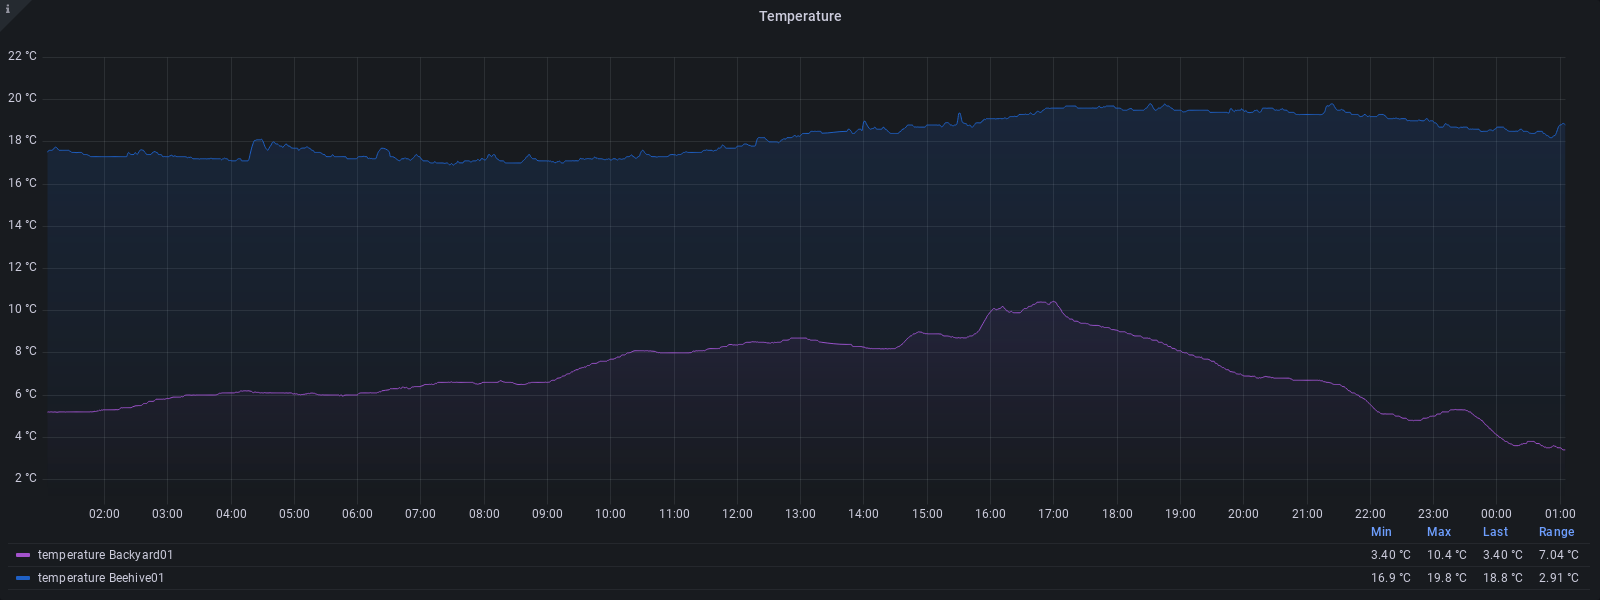 i
Temperature
22 °C
20 °C
18 °C
16 °C
14 °C
12 °C
10 °C
8 °C
6 °C
4 °C
2 °C
02:00 03:00 04:00 05:00 06:00 07:00 08:00 09:00 10:00 11:00 12:00 13:00 14:00 15:00 16:00 17:00 18:00 19:00 20:00 21:00 22:00 23:00 00:00 01:00
Min Max Last Range
temperature Backyard01 3.40 °C 10.4 °C 3.40 °C 7.04 °C
temperature Beehive01 16.9 °C 19.8 °C 18.8 °C 2.91 °C